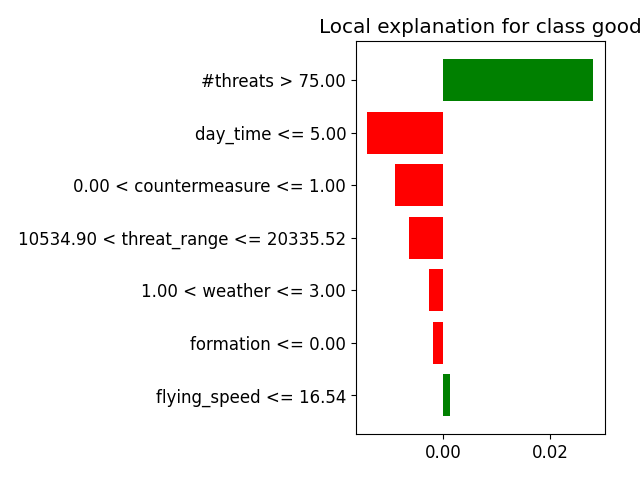 Local explanation for class good
#threats > 75.00
day_time <= 5.00
0.00 < countermeasure <= 1.00
10534.90 < threat_range <= 20335.52
1.00 < weather <= 3.00
formation <= 0.00
flying_speed <= 16.54
0.00 0.02